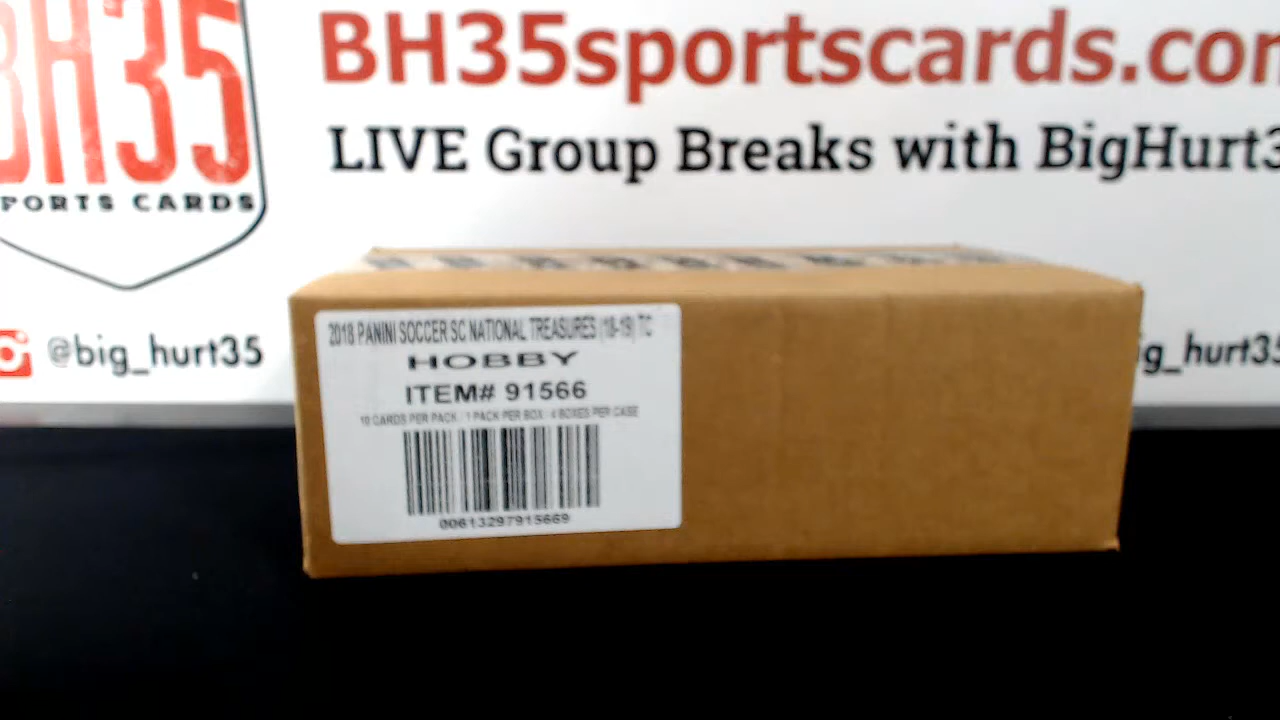 BH35
PORTS CARDS
BH35sportscards.co
LIVE Group Breaks with BigHurt3
@big_hurt35
ig_hurt35
2018 PANINI SOCCER SC NATIONAL TREASURES (18-19) TC
HOBBY
ITEM# 91566
10 CARDS PER PACK 1 PACK PER BOX 4 BOXES PER CASE
00613297915669